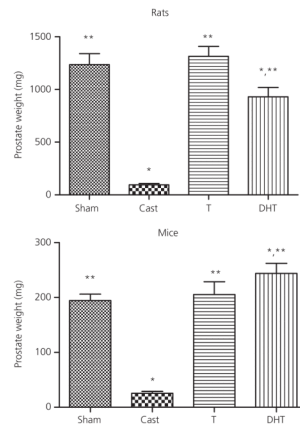 Rats
Prostate weight (mg)
1500
1000
500
0
**
*
**
*,**
Sham Cast T DHT
Mice
Prostate weight (mg)
300
200
100
0
**
*
**
*,**
Sham Cast T DHT